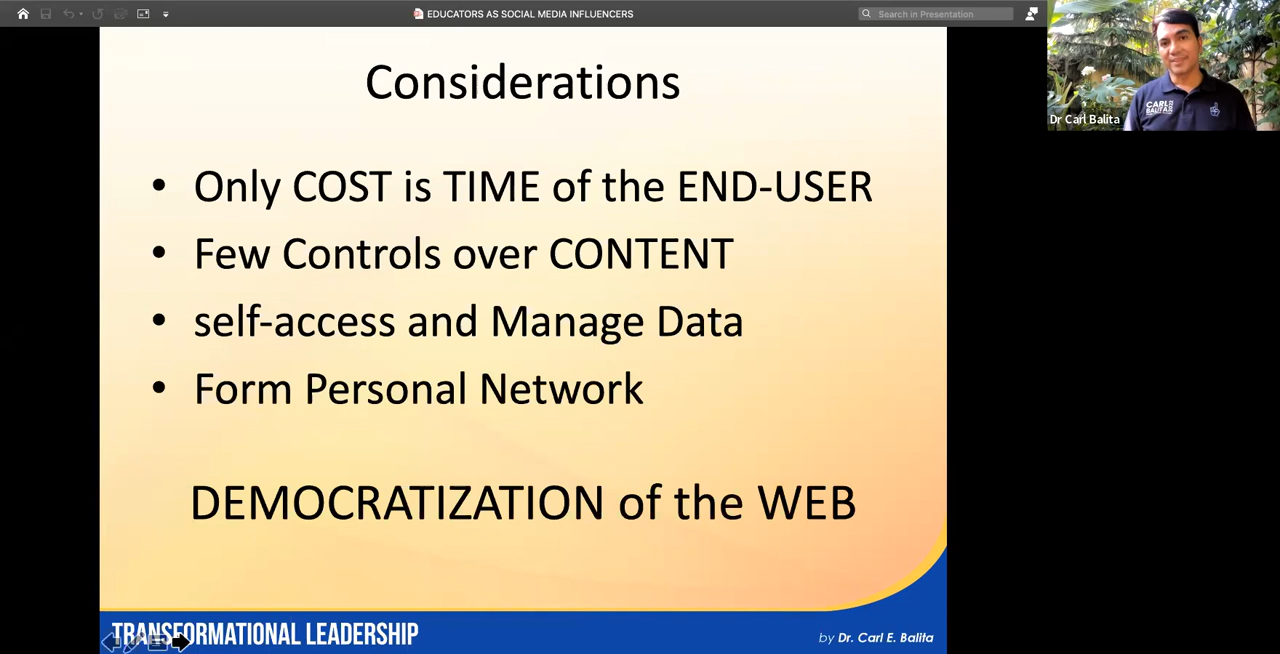 EDUCATORS AS SOCIAL MEDIA INFLUENCERS
Search in Presentation
Considerations
• Only COST is TIME of the END-USER
• Few Controls over CONTENT
• self-access and Manage Data
• Form Personal Network
DEMOCRATIZATION of the WEB
TRANSFORMATIONAL LEADERSHIP
by Dr. Carl E. Balita
CARL
BALITA
Dr Carl Balita